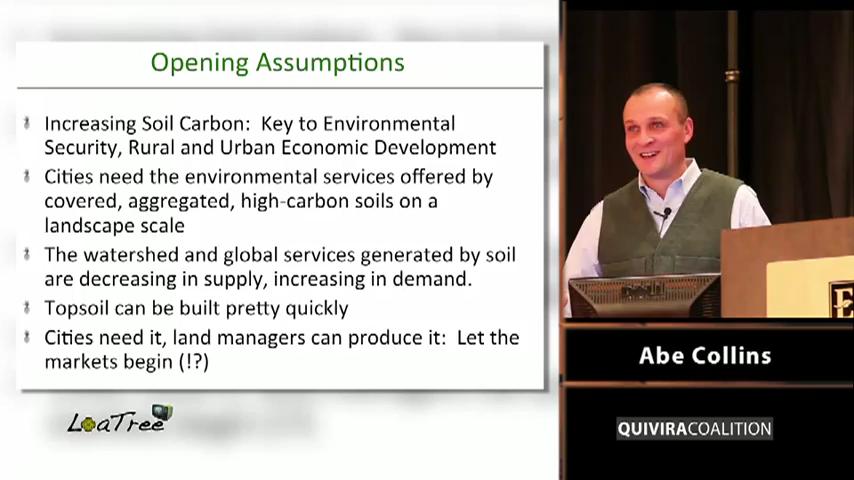 Opening Assumptions
Increasing Soil Carbon: Key to Environmental
Security, Rural and Urban Economic Development
Cities need the environmental services offered by
covered, aggregated, high-carbon soils on a
landscape scale
The watershed and global services generated by soil
are decreasing in supply, increasing in demand.
Topsoil can be built pretty quickly
Cities need it, land managers can produce it: Let the
markets begin (!?)
LoaTree
E
Abe Collins
QUIVIRACOALITION